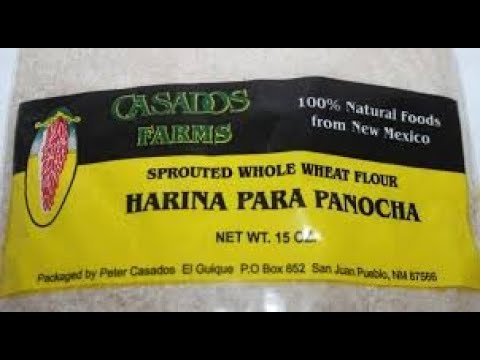 CASADOS
FARMS
100% Natural Foods
from New Mexico
SPROUTED WHOLE WHEAT FLOUR
HARINA PARA PANOCHA
NET WT. 15 OZ.
Packaged by Peter Casados El Guique P.O Box 852 San Juan Pueblo, NM 87566